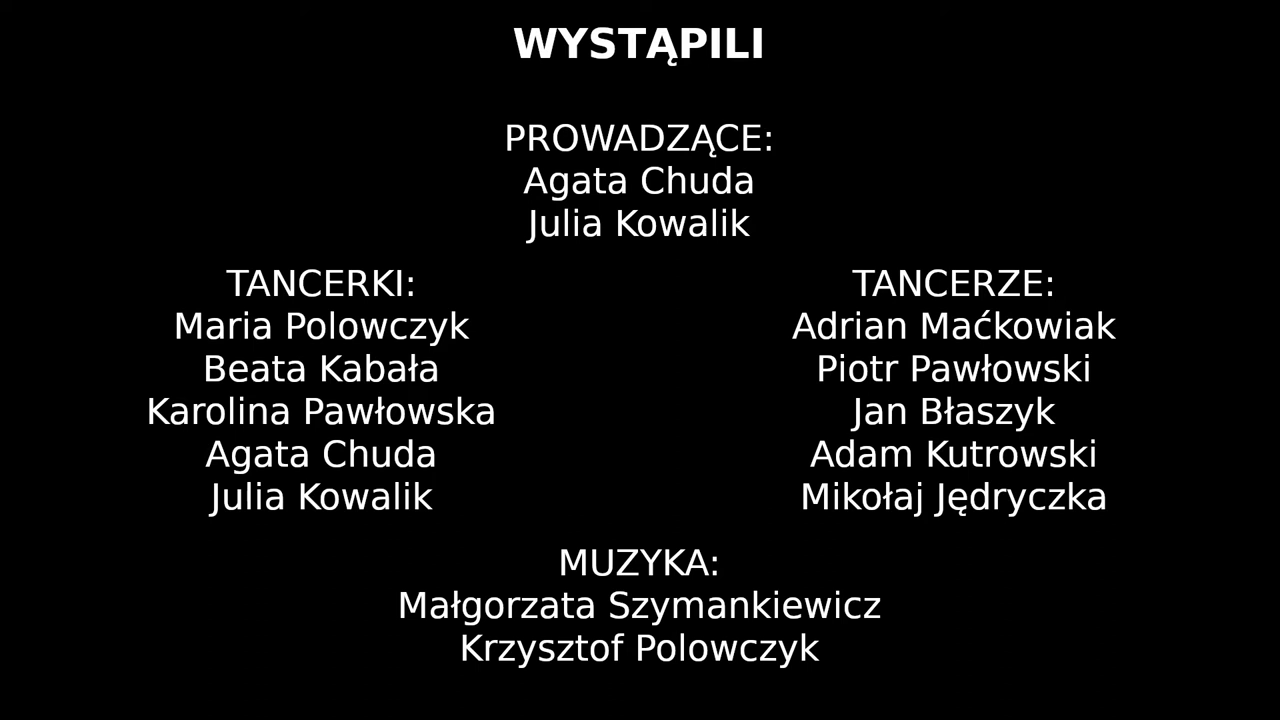 WYSTĄPILI
PROWADZĄCE:
Agata Chuda
Julia Kowalik
TANCERKI:
Maria Polowczyk
Beata Kabała
Karolina Pawłowska
Agata Chuda
Julia Kowalik
TANCERZE:
Adrian Maćkowiak
Piotr Pawłowski
Jan Błaszyk
Adam Kutrowski
Mikołaj Jędryczka
MUZYKA:
Małgorzata Szymankiewicz
Krzysztof Polowczyk